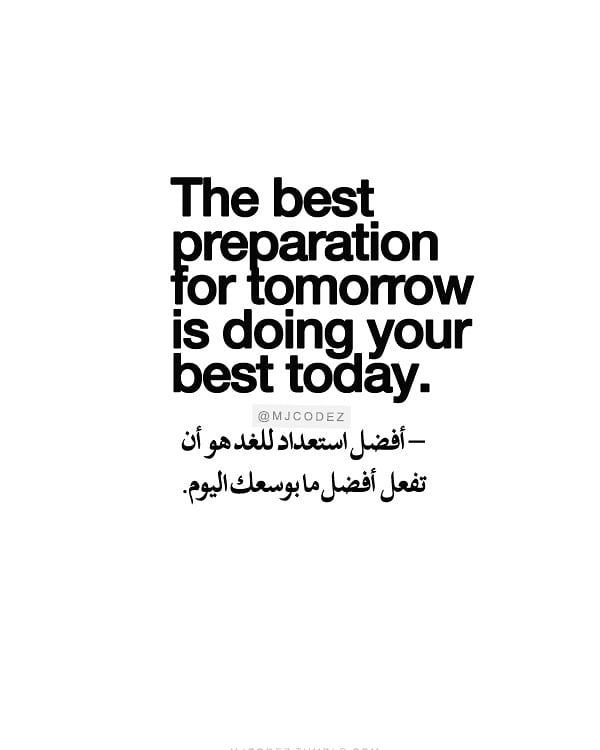 The best
preparation
for tomorrow
is doing your
best today.
@MJCODEZ
– أفضل استعداد للغد هو أن
تفعل أفضل ما بوسعك اليوم.